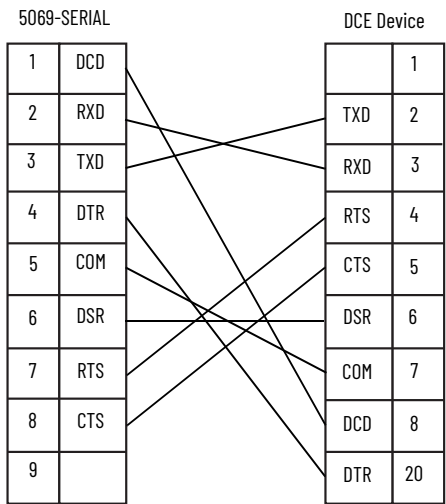 5069-SERIAL
DCE Device
1 DCD
2 RXD
3 TXD
4 DTR
5 COM
6 DSR
7 RTS
8 CTS
9
1
TXD 2
RXD 3
RTS 4
CTS 5
DSR 6
COM 7
DCD 8
DTR 20